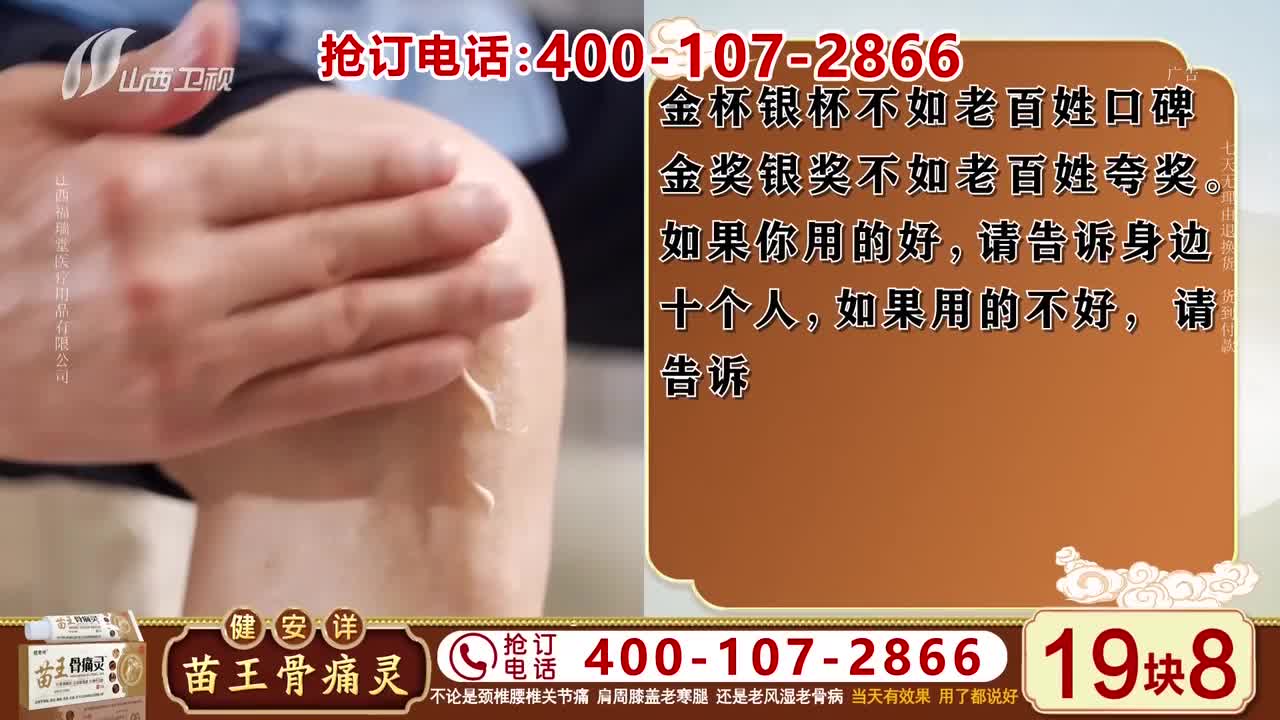 山西卫视
抢订电话:400-107-2866
广告
金杯银杯不如老百姓口碑
金奖银奖不如老百姓夸奖。
如果你用的好,请告诉身边
十个人,如果用的不好, 请
告诉
七天无理由退换货 货到付款
江西福瑞堂医疗用品有限公司
苗王骨痛灵
苗王骨痛灵
健安洋
苗王骨痛灵
抢订电话 400-107-2866
19块8
不论是颈椎腰椎关节痛 肩周膝盖老寒腿 还是老风湿老骨病 当天有效果 用了都说好